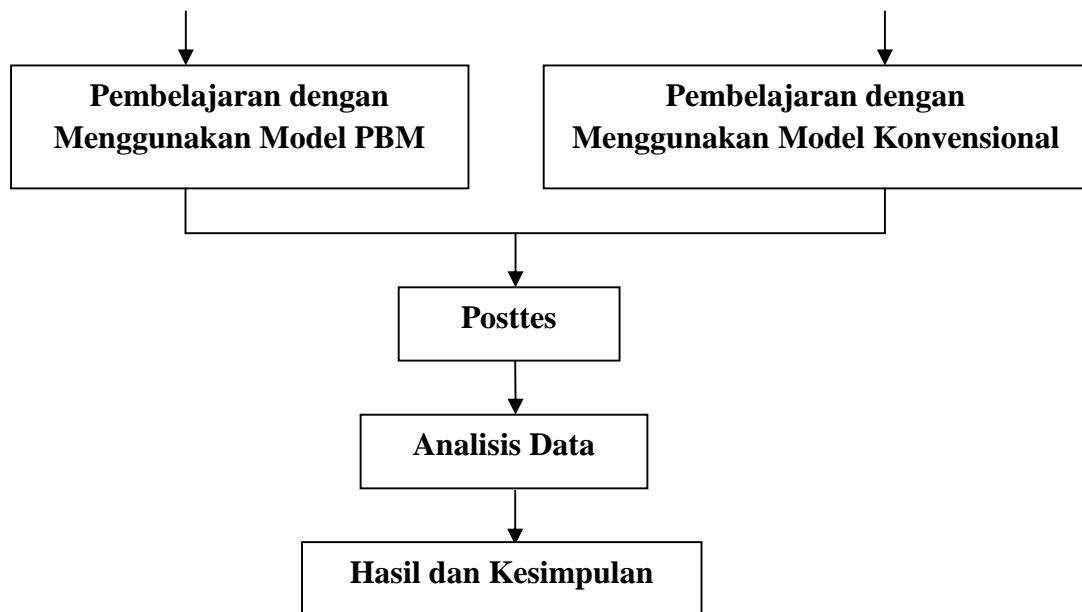 Pembelajaran dengan
Menggunakan Model PBM
Pembelajaran dengan
Menggunakan Model Konvensional
Posttes
Analisis Data
Hasil dan Kesimpulan